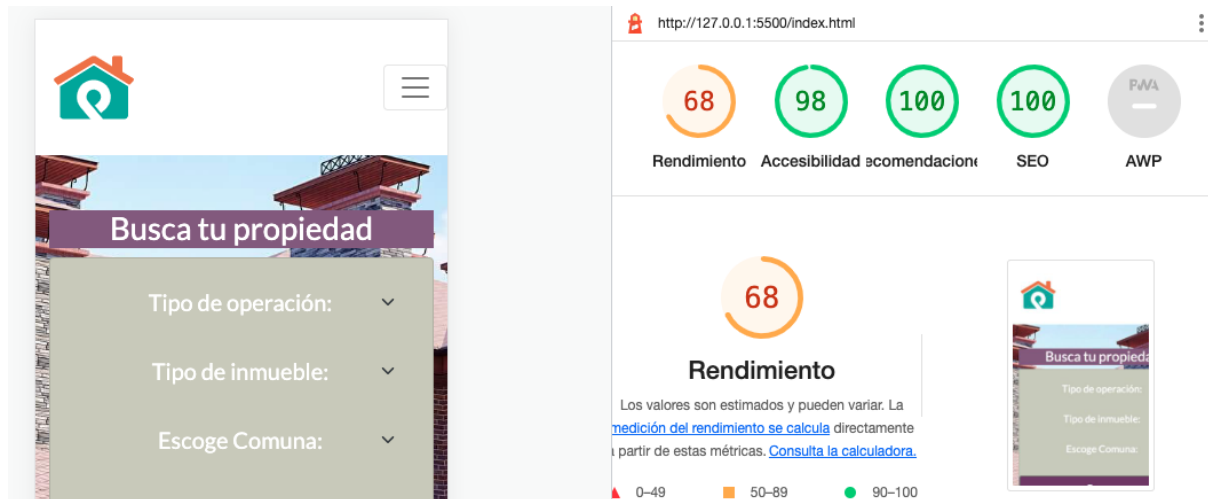 Busca tu propiedad
Tipo de operación:
Tipo de inmueble:
Escoge Comuna:
http://127.0.0.1:5500/index.html
68
98
100
100
PWA
Rendimiento
Accesibilidad
ecomendacione
SEO
AWP
68
Rendimiento
Los valores son estimados y pueden variar. La
medición del rendimiento se calcula directamente
a partir de estas métricas. Consulta la calculadora.
0–49
50–89
90–100
Busca tu propieda
Tipo de operación:
Tipo de inmueble:
Escoge Comuna: